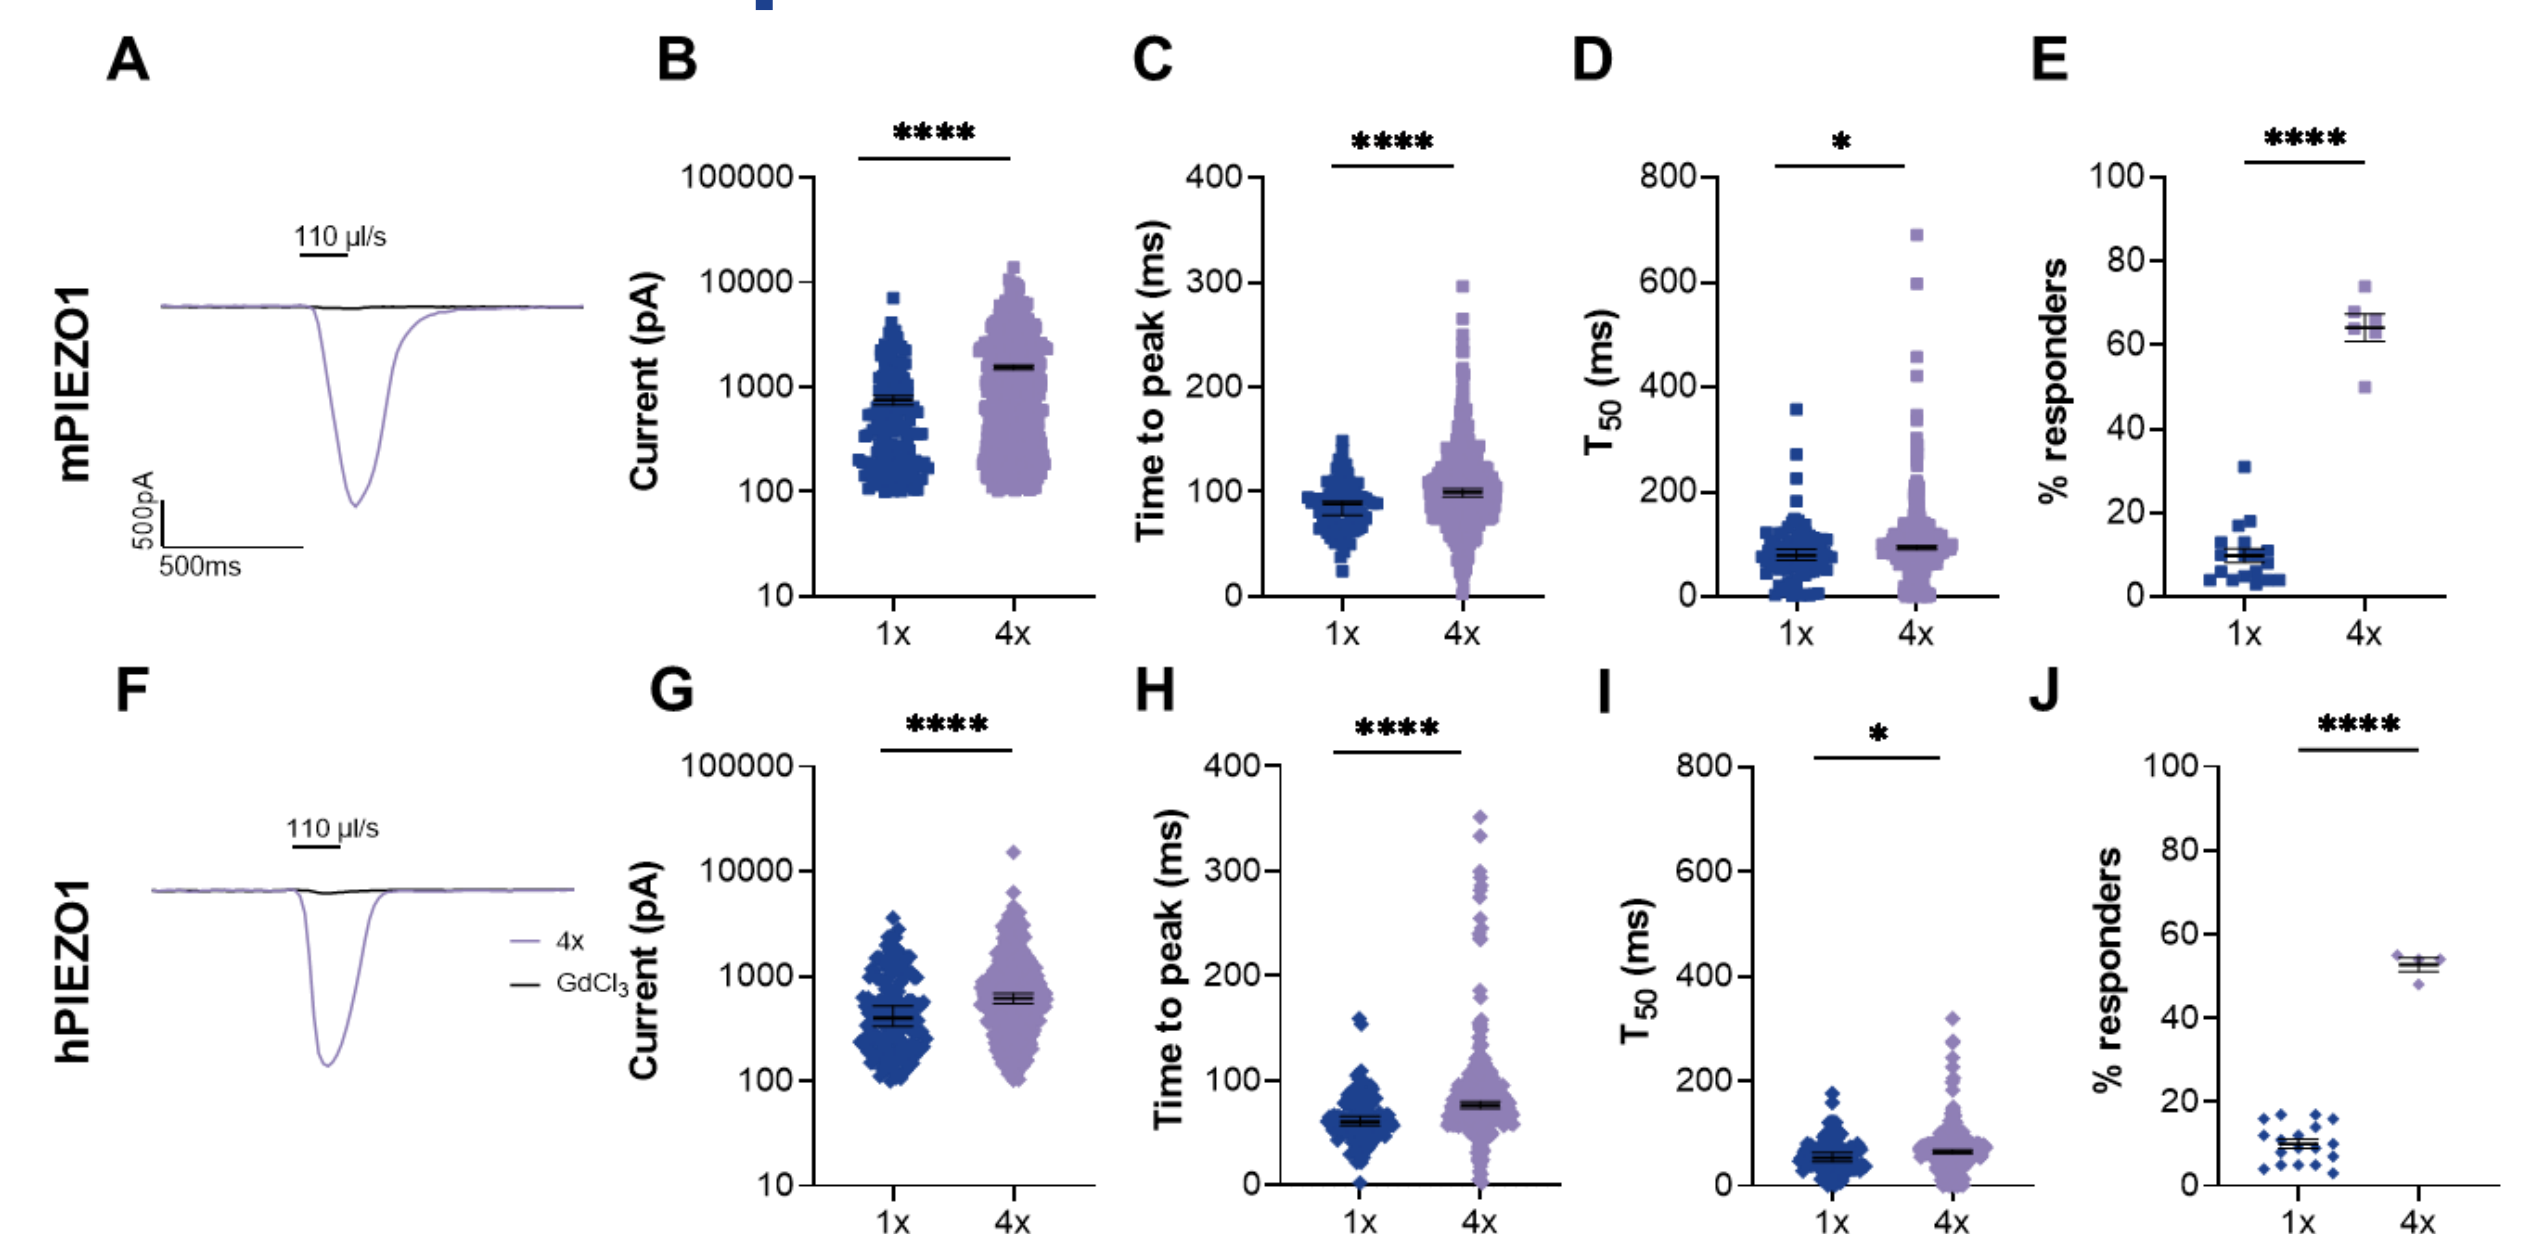 A
B
C
D
E
mPIEZO1
110 µl/s
500pA
500ms
****
Current (pA)
100000
10000
1000
100
10
1x
4x
****
Time to peak (ms)
400
300
200
100
0
1x
4x
*
T50 (ms)
800
600
400
200
0
1x
4x
****
% responders
100
80
60
40
20
0
1x
4x
F
G
H
I
J
hPIEZO1
110 µl/s
4x
GdCl3
****
Current (pA)
100000
10000
1000
100
10
1x
4x
****
Time to peak (ms)
400
300
200
100
0
1x
4x
*
T50 (ms)
800
600
400
200
0
1x
4x
****
% responders
100
80
60
40
20
0
1x
4x